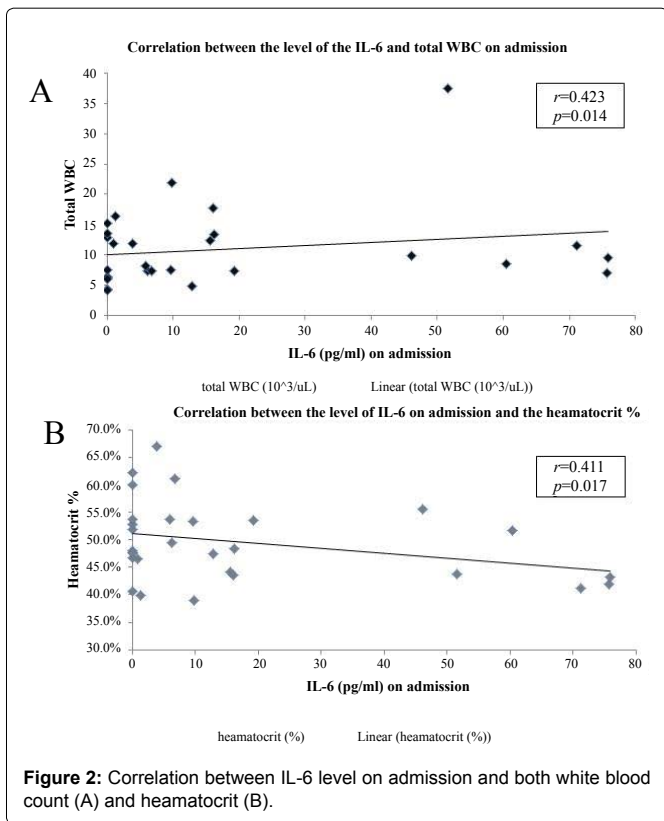 Correlation between the level of the IL-6 and total WBC on admission
A
r=0.423
p=0.014
Total WBC
40
35
30
25
20
15
10
5
0
0 10 20 30 40 50 60 70 80
IL-6 (pg/ml) on admission
total WBC (10^3/uL) Linear (total WBC (10^3/uL))
Correlation between the level of IL-6 on admission and the heamatocrit %
B
r=0.411
p=0.017
Heamatocrit %
70.0%
65.0%
60.0%
55.0%
50.0%
45.0%
40.0%
35.0%
30.0%
0 10 20 30 40 50 60 70 80
IL-6 (pg/ml) on admission
heamatocrit (%) Linear (heamatocrit (%))
Figure 2: Correlation between IL-6 level on admission and both white blood
count (A) and heamatocrit (B).